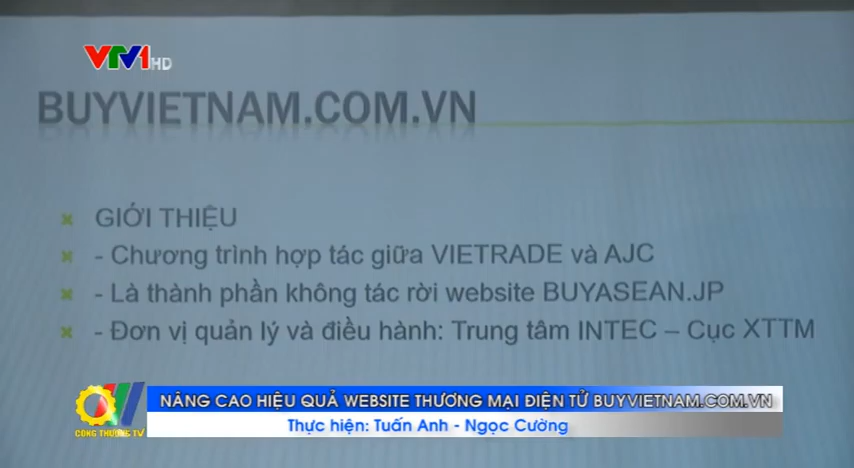 VTV1 HD
BUYVIETNAM.COM.VN
GIỚI THIỆU
- Chương trình hợp tác giữa VIETRADE và AJC
- Là thành phần không tác rời website BUYASEAN.JP
- Đơn vị quản lý và điều hành: Trung tâm INTEC – Cục XTTM
NÂNG CAO HIỆU QUẢ WEBSITE THƯƠNG MẠI ĐIỆN TỬ BUYVIETNAM.COM.VN
Thực hiện: Tuấn Anh - Ngọc Cường
CÔNG THƯƠNG TV